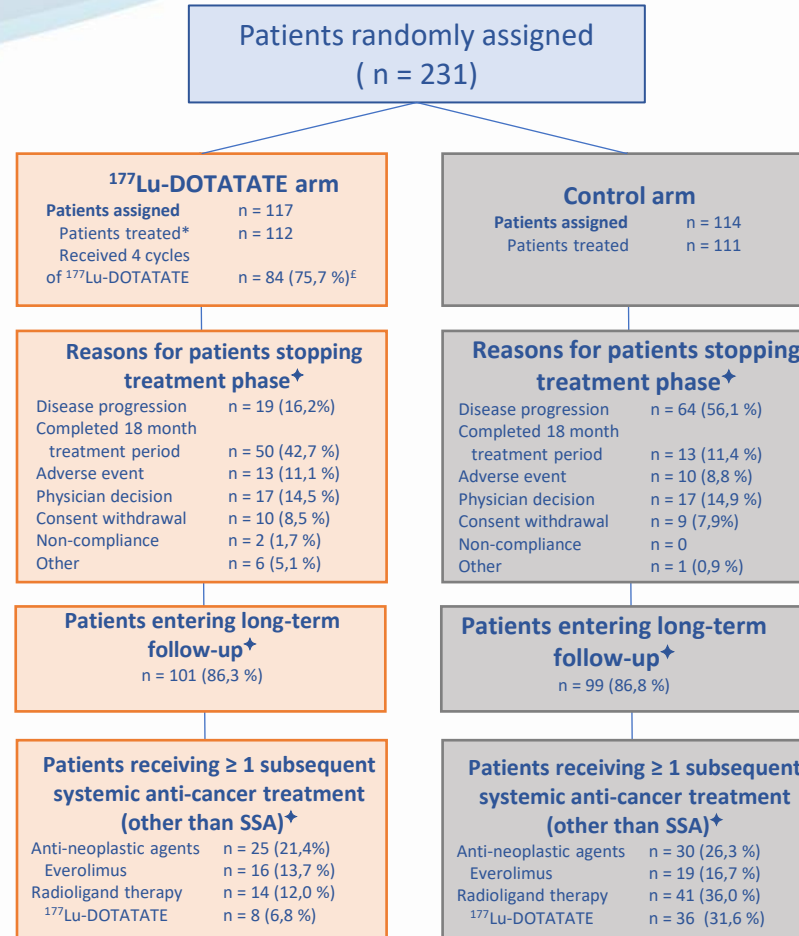 Patients randomly assigned
( n = 231)
177Lu-DOTATATE arm
Patients assigned n = 117
Patients treated* n = 112
Received 4 cycles
of 177Lu-DOTATATE n = 84 (75,7 %)£
Reasons for patients stopping
treatment phase✦
Disease progression n = 19 (16,2%)
Completed 18 month
treatment period n = 50 (42,7 %)
Adverse event n = 13 (11,1 %)
Physician decision n = 17 (14,5 %)
Consent withdrawal n = 10 (8,5 %)
Non-compliance n = 2 (1,7 %)
Other n = 6 (5,1 %)
Patients entering long-term
follow-up✦
n = 101 (86,3 %)
Patients receiving ≥ 1 subsequent
systemic anti-cancer treatment
(other than SSA)✦
Anti-neoplastic agents n = 25 (21,4%)
Everolimus n = 16 (13,7 %)
Radioligand therapy n = 14 (12,0 %)
177Lu-DOTATATE n = 8 (6,8 %)
Control arm
Patients assigned n = 114
Patients treated n = 111
Reasons for patients stopping
treatment phase✦
Disease progression n = 64 (56,1 %)
Completed 18 month
treatment period n = 13 (11,4 %)
Adverse event n = 10 (8,8 %)
Physician decision n = 17 (14,9 %)
Consent withdrawal n = 9 (7,9%)
Non-compliance n = 0
Other n = 1 (0,9 %)
Patients entering long-term
follow-up✦
n = 99 (86,8 %)
Patients receiving ≥ 1 subsequent
systemic anti-cancer treatment
(other than SSA)✦
Anti-neoplastic agents n = 30 (26,3 %)
Everolimus n = 19 (16,7 %)
Radioligand therapy n = 41 (36,0 %)
177Lu-DOTATATE n = 36 (31,6 %)